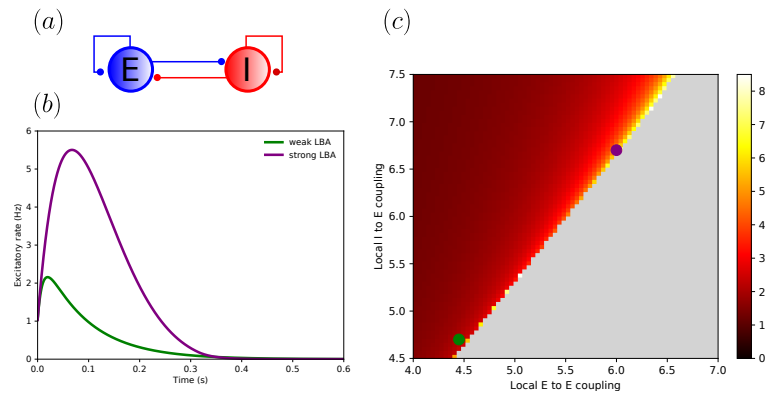 (a)
E I
(b)
6
5
4
3
2
1
0
Excitatory rate (Hz)
weak LBA
strong LBA
0.0 0.1 0.2 0.3 0.4 0.5 0.6
Time (s)
(c)
7.5
7.0
6.5
6.0
5.5
5.0
4.5
Local I to E coupling
4.0 4.5 5.0 5.5 6.0 6.5 7.0
Local E to E coupling
8
7
6
5
4
3
2
1
0